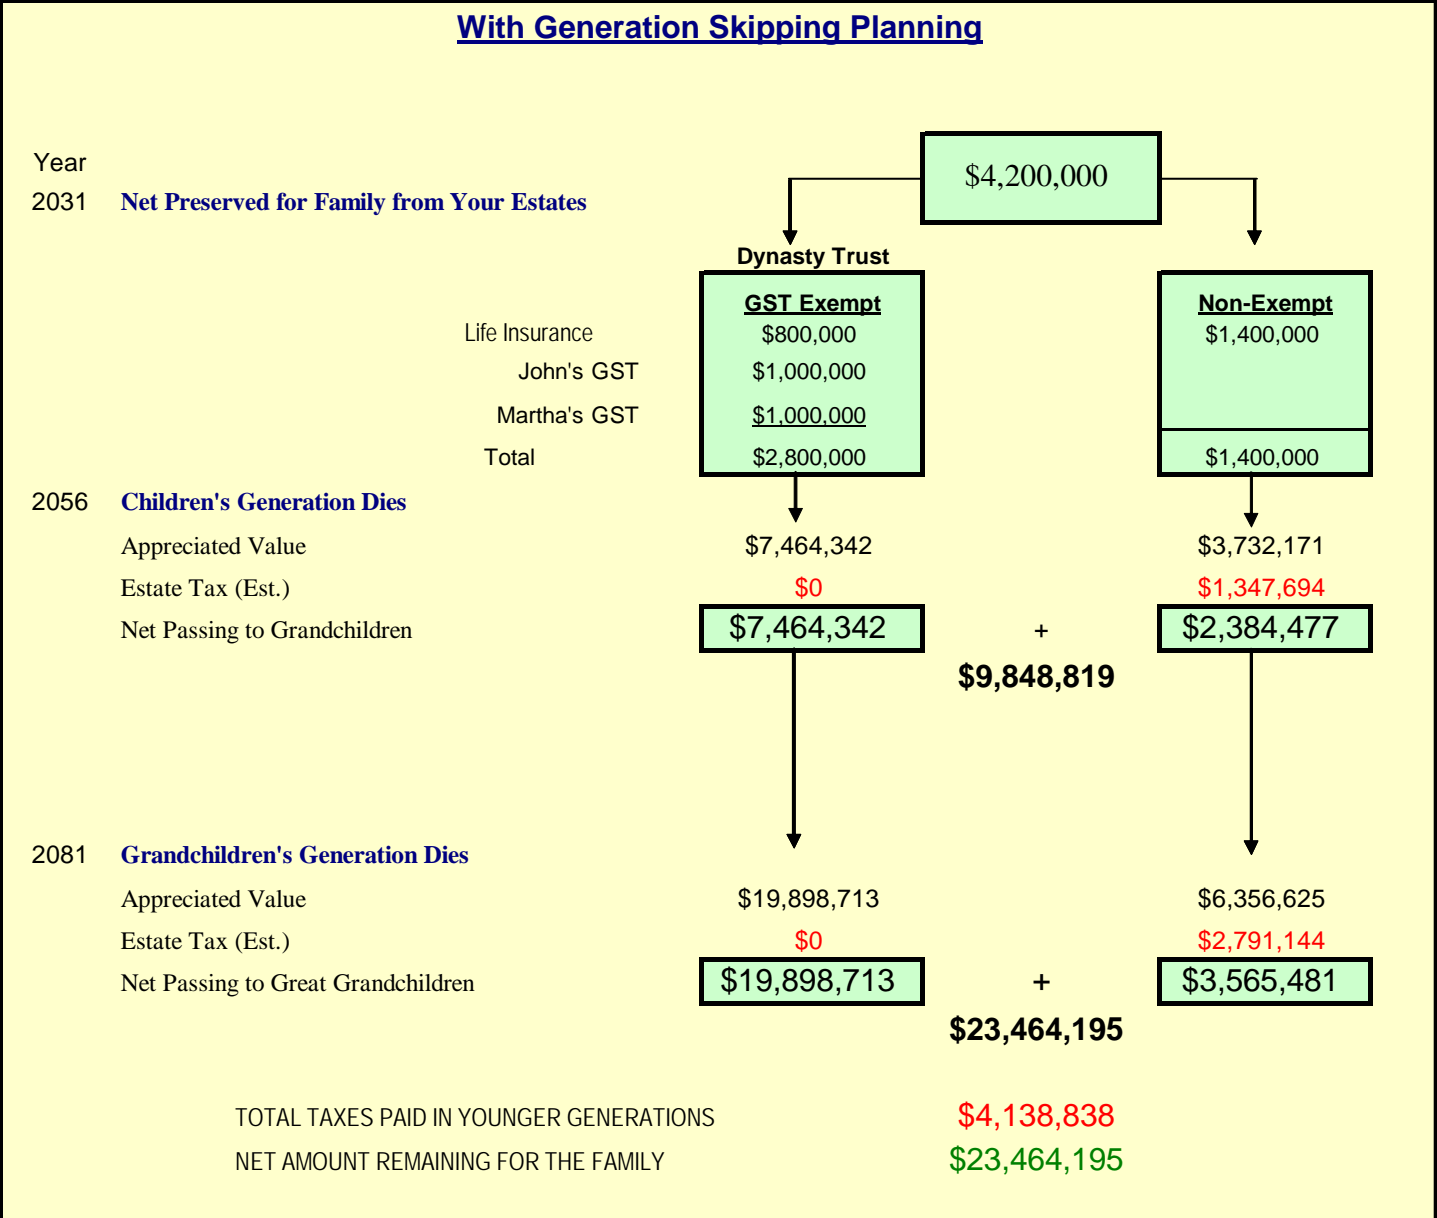 With Generation Skipping Planning
Year
$4,200,000
2031 Net Preserved for Family from Your Estates
Dynasty Trust
GST Exempt Non-Exempt
Life Insurance $800,000 $1,400,000
John's GST $1,000,000
Martha's GST $1,000,000
Total $2,800,000 $1,400,000
2056 Children's Generation Dies
Appreciated Value $7,464,342 $3,732,171
Estate Tax (Est.) $0 $1,347,694
Net Passing to Grandchildren $7,464,342 + $2,384,477
$9,848,819
2081 Grandchildren's Generation Dies
Appreciated Value $19,898,713 $6,356,625
Estate Tax (Est.) $0 $2,791,144
Net Passing to Great Grandchildren $19,898,713 + $3,565,481
$23,464,195
TOTAL TAXES PAID IN YOUNGER GENERATIONS $4,138,838
NET AMOUNT REMAINING FOR THE FAMILY $23,464,195